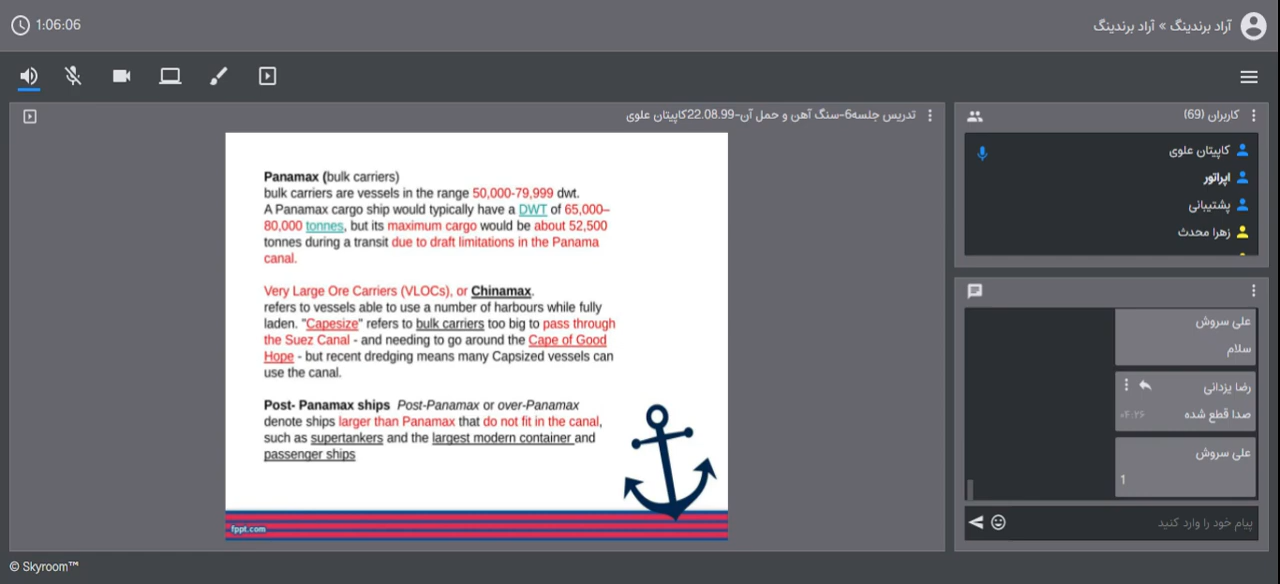 1:06:06
آراد برندینگ » آراد برندینگ
تدریس جلسه6-سنگ آهن و حمل آن-22.08.99کاپیتان علوی
Panamax (bulk carriers)
bulk carriers are vessels in the range 50,000-79,999 dwt.
A Panamax cargo ship would typically have a DWT of 65,000–
80,000 tonnes, but its maximum cargo would be about 52,500
tonnes during a transit due to draft limitations in the Panama
canal.
Very Large Ore Carriers (VLOCs), or Chinamax.
refers to vessels able to use a number of harbours while fully
laden. "Capesize" refers to bulk carriers too big to pass through
the Suez Canal - and needing to go around the Cape of Good
Hope - but recent dredging means many Capsized vessels can
use the canal.
Post- Panamax ships Post-Panamax or over-Panamax
denote ships larger than Panamax that do not fit in the canal,
such as supertankers and the largest modern container and
passenger ships
fppt.com
کاربران (69)
کاپیتان علوی
اپراتور
پشتیبانی
زهرا محدث
علی سروش
سلام
رضا یزدانی
صدا قطع شده
۰۴:۲۶
علی سروش
1
پیام خود را وارد کنید
© Skyroom™